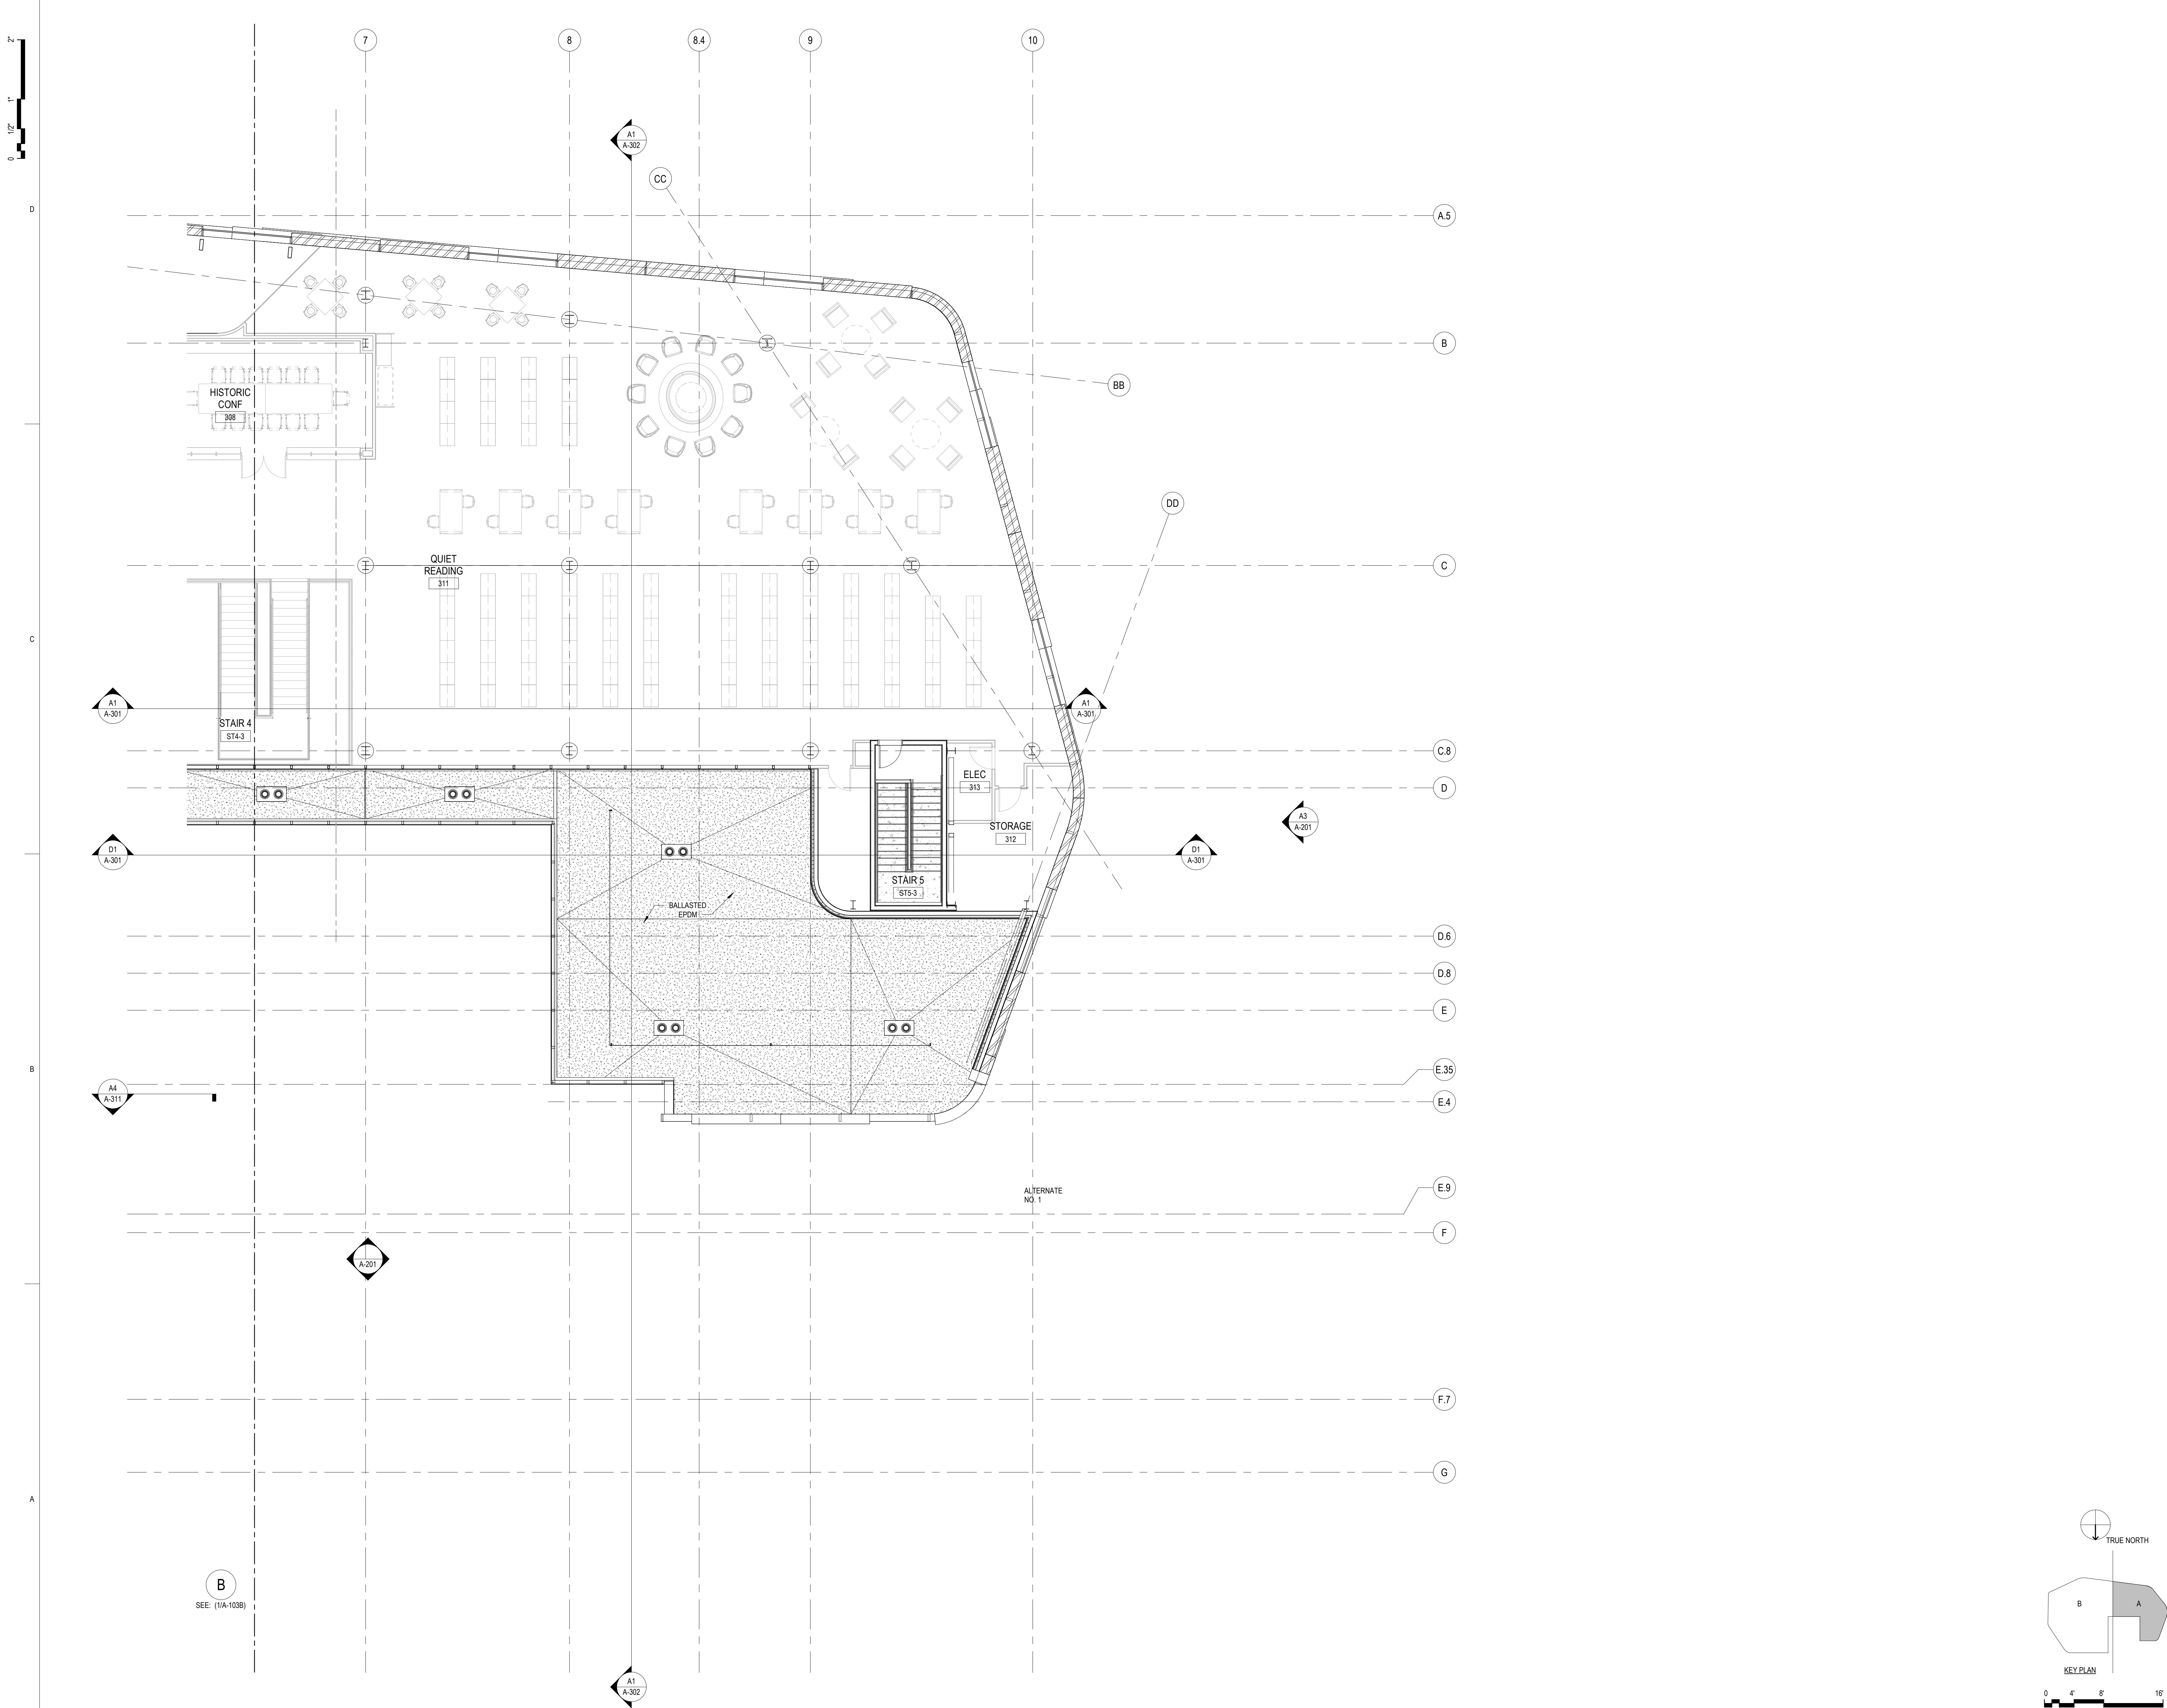 7
8
8.4
9
10
2"
1"
1/2"
0
A1
A-302
CC
D
A.5
B
BB
HISTORIC
CONF
308
DD
QUIET
READING
311
C
C
A1
A-301
A1
A-301
STAIR 4
ST4-3
C.8
ELEC
313
D
STORAGE
312
A3
A-201
D1
A-301
D1
A-301
STAIR 5
ST5-3
BALLASTED
EPDM
D.6
D.8
E
B
E.35
A4
A-311
E.4
ALTERNATE
NO. 1
E.9
F
A-201
F.7
G
A
TRUE NORTH
B
SEE: (1/A-103B)
B
A
KEY PLAN
A1
A-302
0 4' 8' 16'